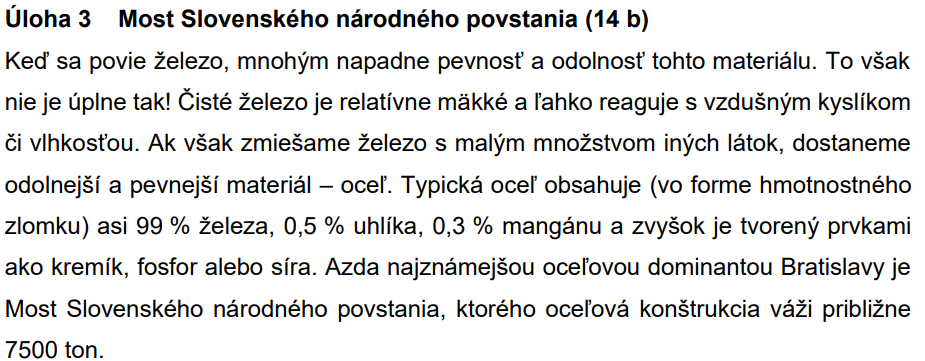 Úloha 3 Most Slovenského národného povstania (14 b)
Keď sa povie železo, mnohým napadne pevnosť a odolnosť tohto materiálu. To však
nie je úplne tak! Čisté železo je relatívne mäkké a ľahko reaguje s vzdušným kyslíkom
či vlhkosťou. Ak však zmiešame železo s malým množstvom iných látok, dostaneme
odolnejší a pevnejší materiál – oceľ. Typická oceľ obsahuje (vo forme hmotnostného
zlomku) asi 99 % železa, 0,5 % uhlíka, 0,3 % mangánu a zvyšok je tvorený prvkami
ako kremík, fosfor alebo síra. Azda najznámejšou oceľovou dominantou Bratislavy je
Most Slovenského národného povstania, ktorého oceľová konštrukcia váži približne
7500 ton.